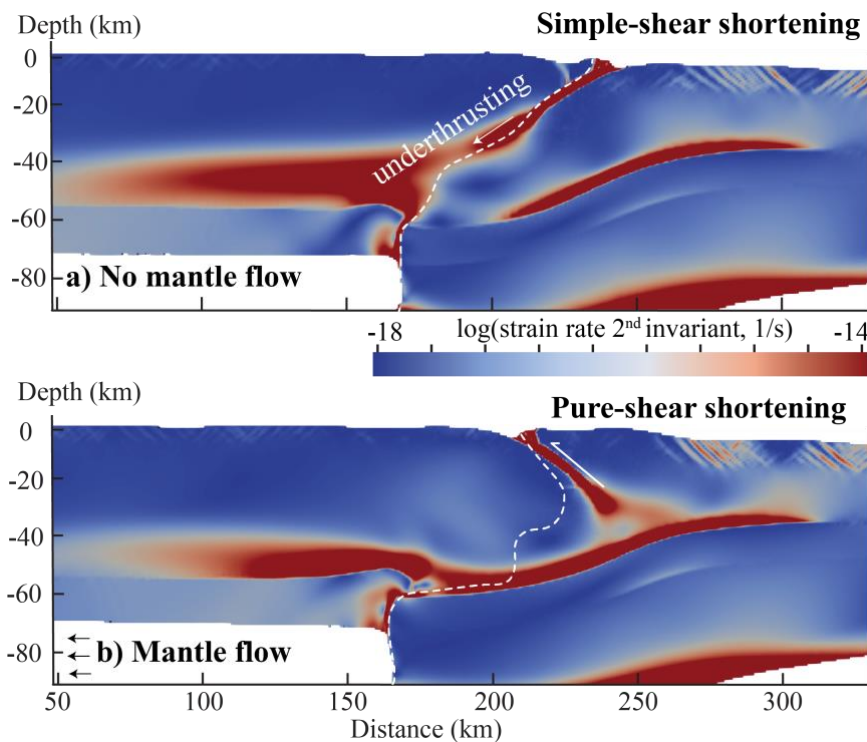 Depth (km)
Simple-shear shortening
0
-20
-40
-60
-80
underthrusting
a) No mantle flow
-18
log(strain rate 2nd invariant, 1/s)
-14
Depth (km)
Pure-shear shortening
0
-20
-40
-60
-80
b) Mantle flow
50
100
150
200
250
300
Distance (km)